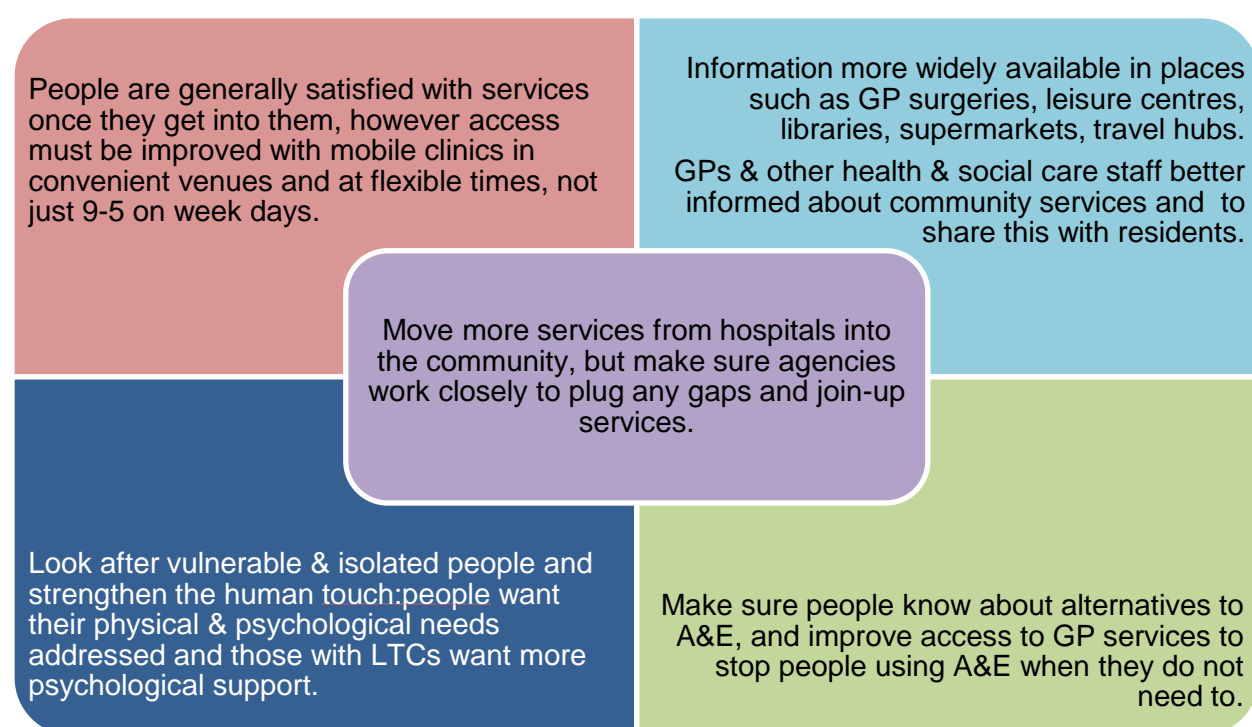 People are generally satisfied with services
once they get into them, however access
must be improved with mobile clinics in
convenient venues and at flexible times, not
just 9-5 on week days.
Information more widely available in places
such as GP surgeries, leisure centres,
libraries, supermarkets, travel hubs.
GPs & other health & social care staff better
informed about community services and  to
share this with residents.
Move more services from hospitals into
the community, but make sure agencies
work closely to plug any gaps and join-up
services.
Look after vulnerable & isolated people and
strengthen the human touch:people want
their physical & psychological needs
addressed and those with LTCs want more
psychological support.
Make sure people know about alternatives to
A&E, and improve access to GP services to
stop people using A&E when they do not
need to.